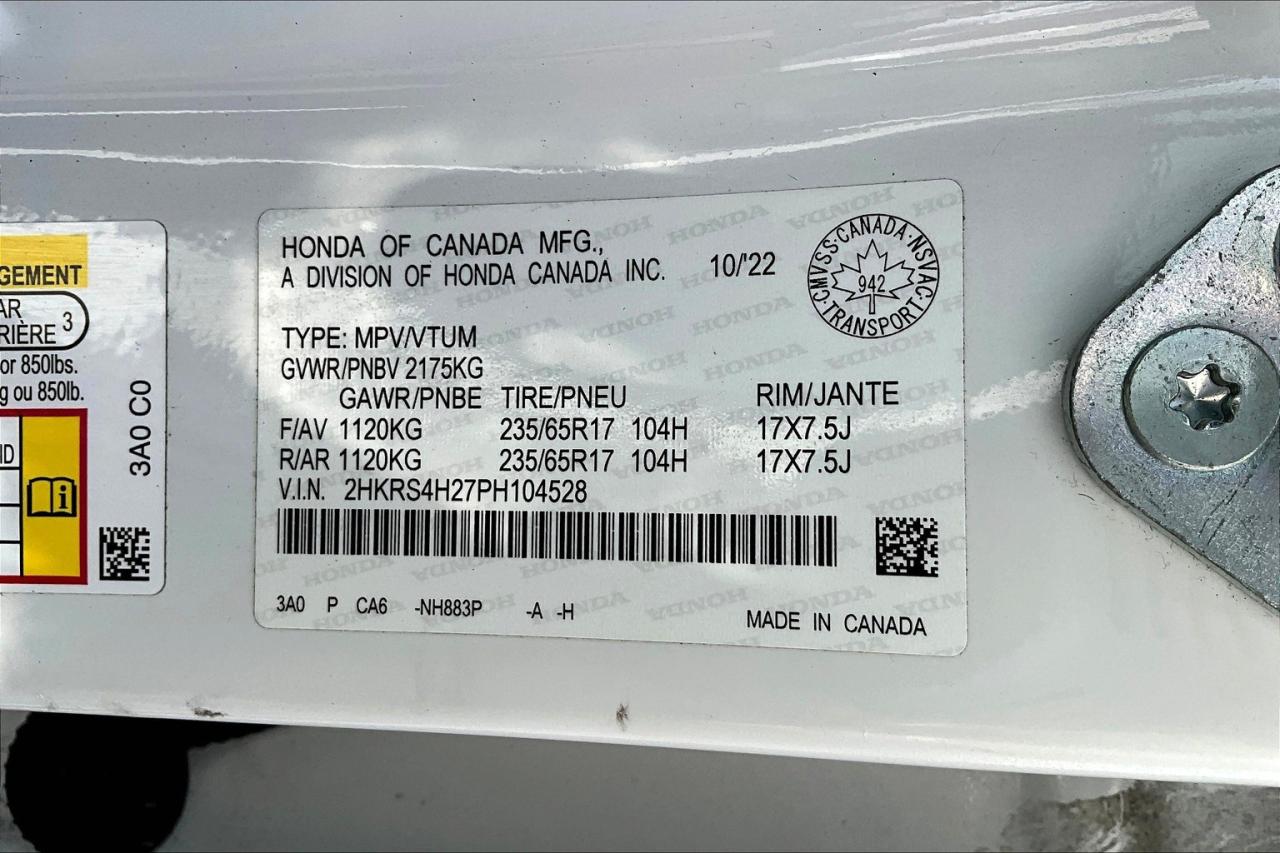 GEMENT
AR
RIÈRE 3
or 850lbs.
g ou 850lb.
ID
3A0 C0
HONDA OF CANADA MFG.,
A DIVISION OF HONDA CANADA INC. 10/'22
CMVSS·CANADA·NSVAC·TRANSPORT·
942
TYPE: MPV/VTUM
GVWR/PNBV 2175KG
GAWR/PNBE TIRE/PNEU RIM/JANTE
F/AV 1120KG 235/65R17 104H 17X7.5J
R/AR 1120KG 235/65R17 104H 17X7.5J
V.I.N. 2HKRS4H27PH104528
3A0 P CA6 -NH883P -A -H
MADE IN CANADA